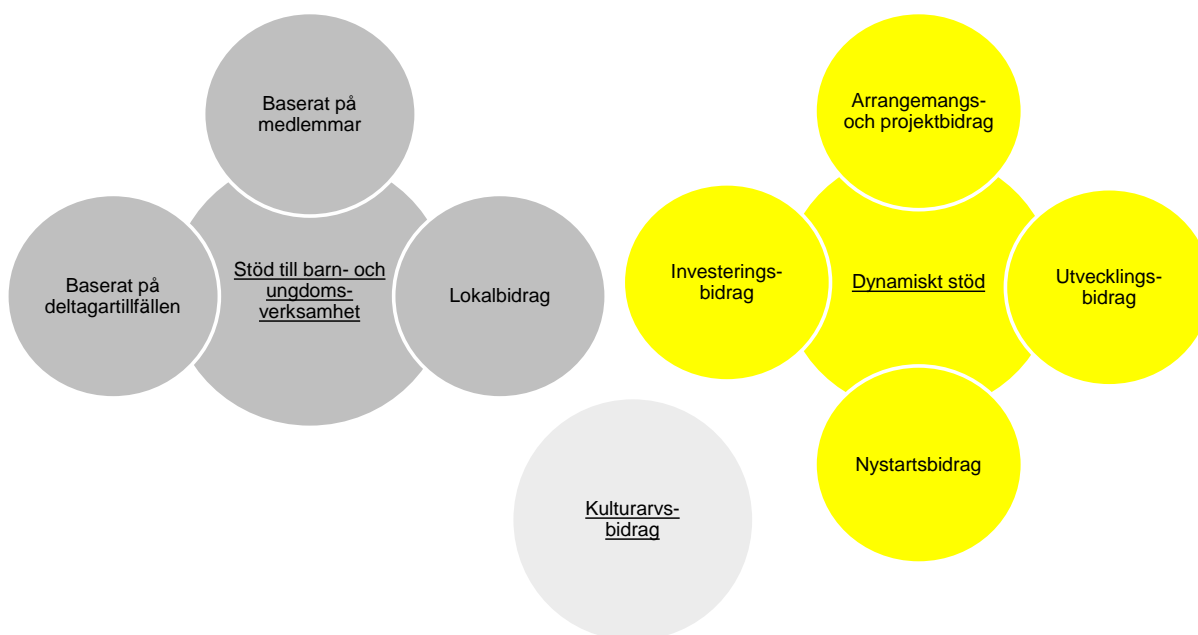 Baserat på
medlemmar
Baserat på
deltagartillfällen
Stöd till barn- och
ungdoms-
verksamhet
Lokalbidrag
Arrangemangs-
och projektbidrag
Investerings-
bidrag
Dynamiskt stöd
Utvecklings-
bidrag
Nystartsbidrag
Kulturarvs-
bidrag